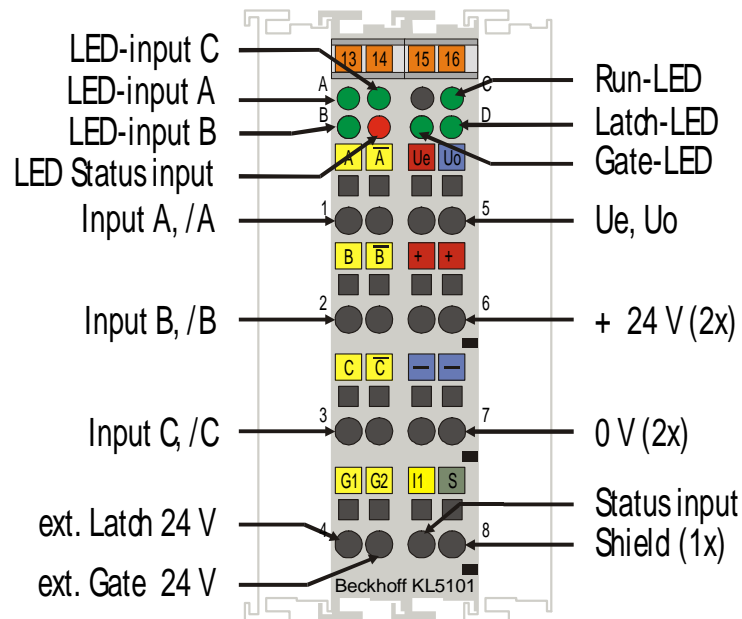 LED-input C
13 14 15 16
LED-input A
A C
Run-LED
LED-input B
B D
Latch-LED
LED Status input
A A Ue Uo
Gate-LED
Input A, /A
1 5
Ue, Uo
B B + +
Input B, /B
2 6
+ 24 V (2x)
C C — —
Input C, /C
3 7
0 V (2x)
G1 G2 I1 S
Status input
ext. Latch 24 V
4 8
Shield (1x)
ext. Gate 24 V
Beckhoff KL5101